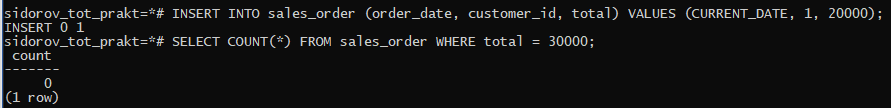 sidorov_tot_prakt=*# INSERT INTO sales_order (order_date, customer_id, total) VALUES (CURRENT_DATE, 1, 20000);
INSERT 0 1
sidorov_tot_prakt=*# SELECT COUNT(*) FROM sales_order WHERE total = 30000;
 count
-------
     0
(1 row)